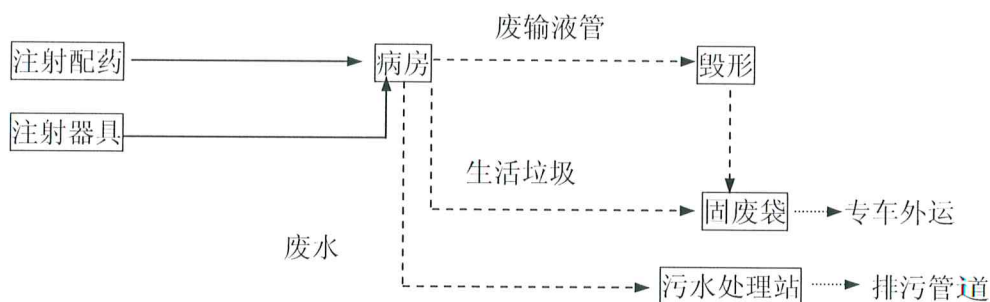 废输液管
注射配药
病房
毁形
注射器具
生活垃圾
固废袋
专车外运
废水
污水处理站
排污管道